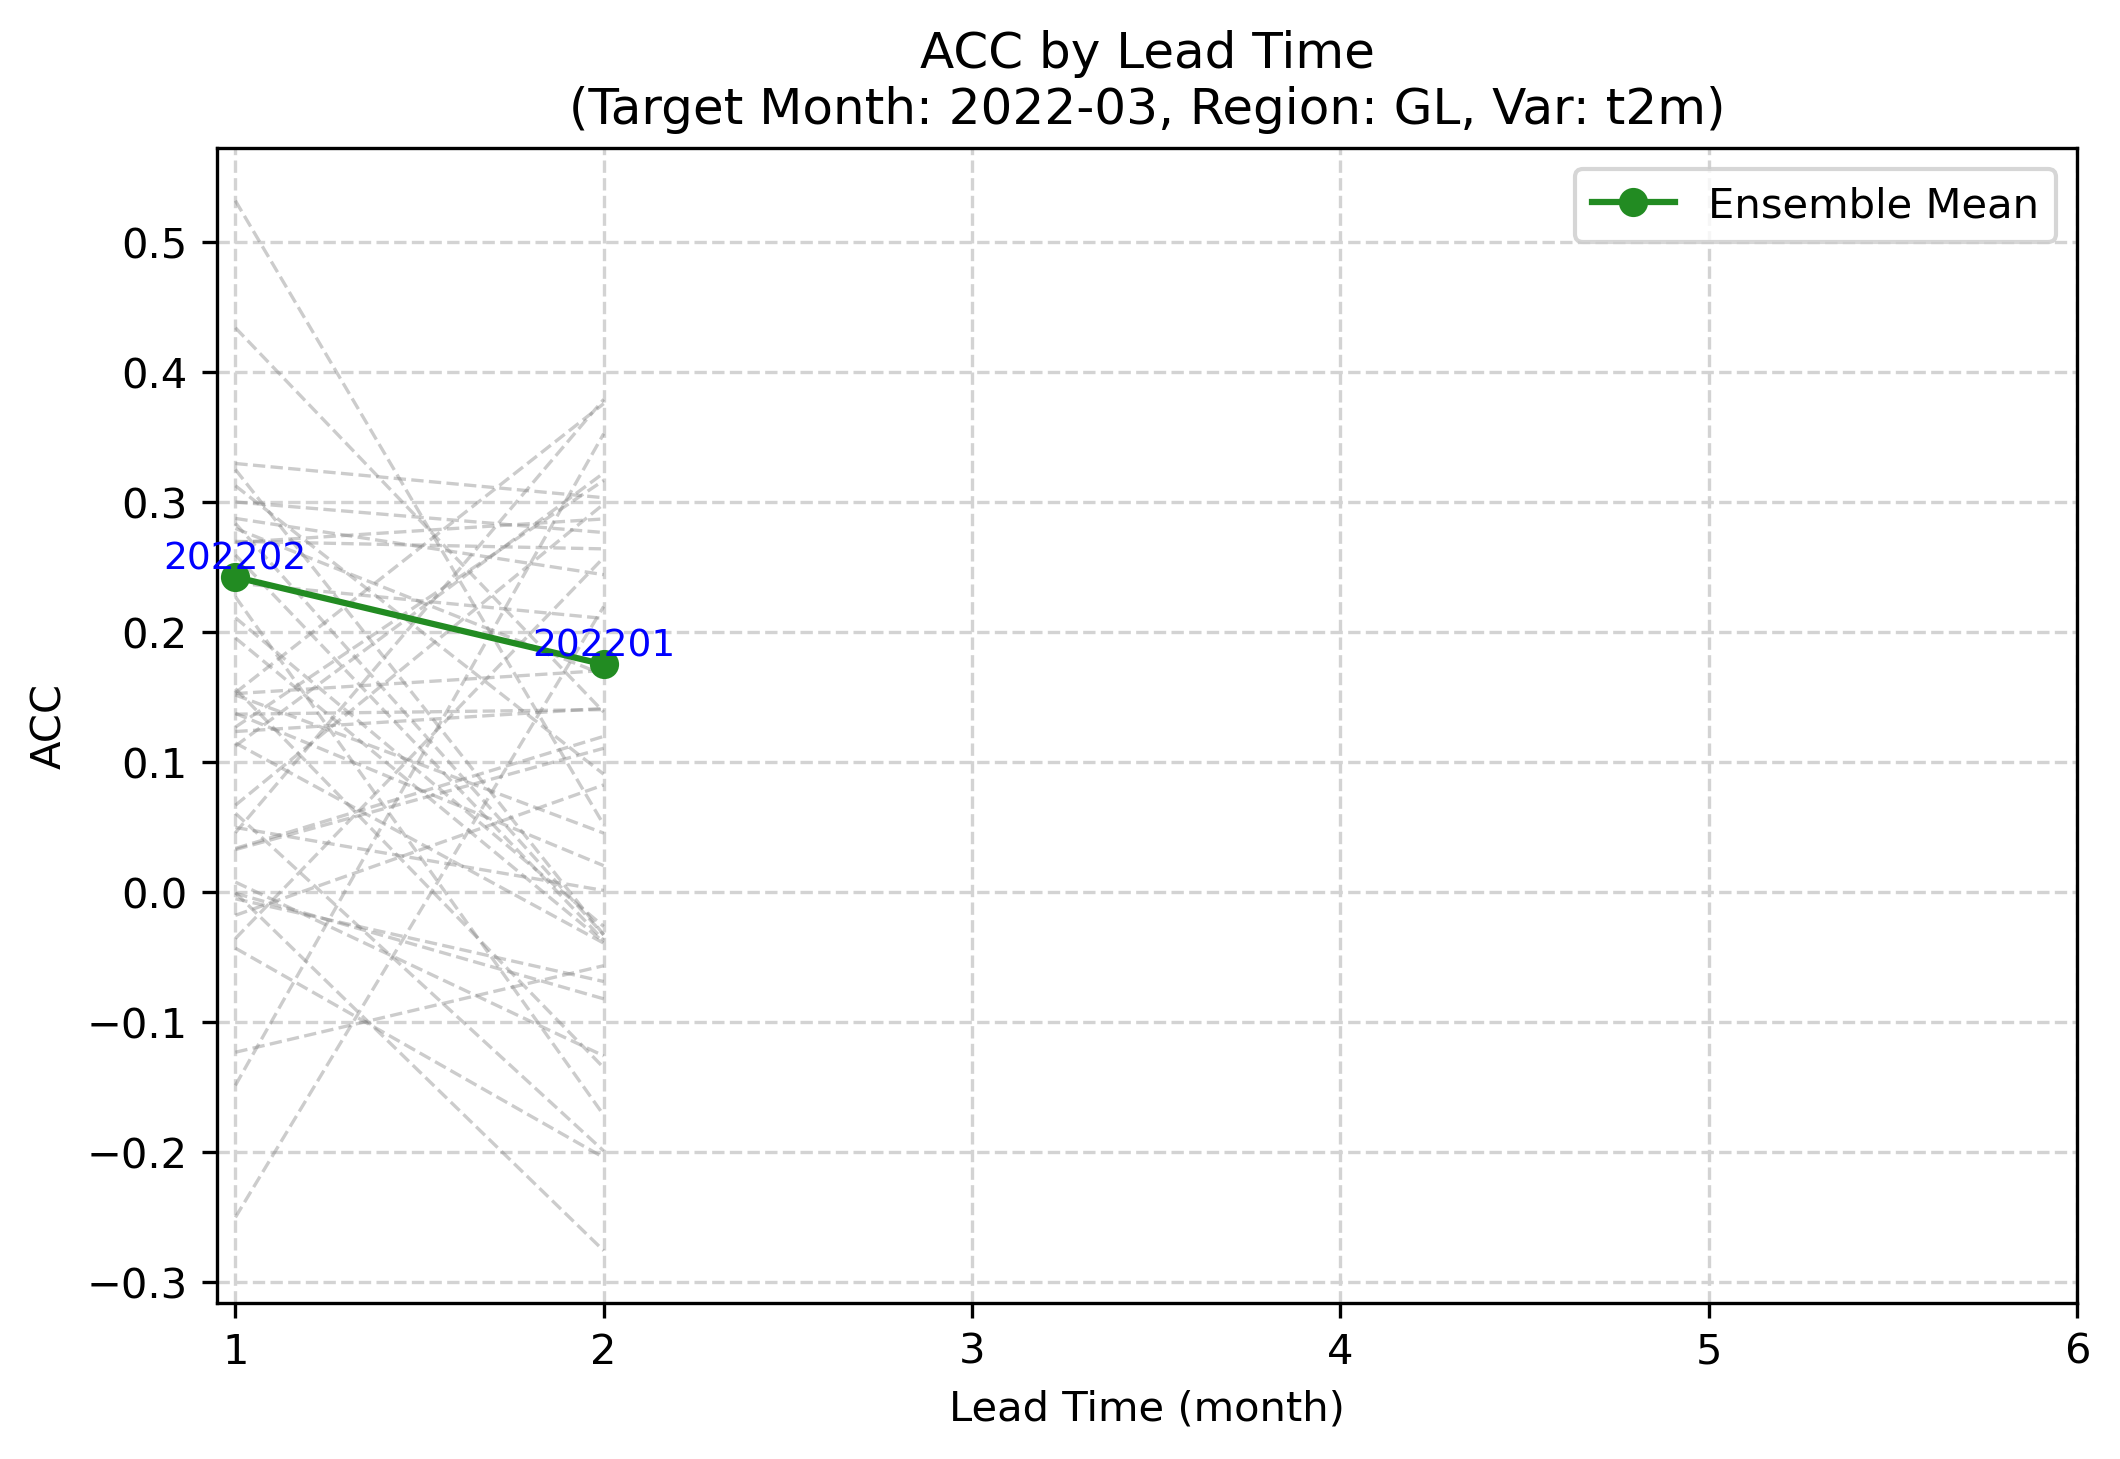 ACC by Lead Time
(Target Month: 2022-03, Region: GL, Var: t2m)
Ensemble Mean
0.5
0.4
0.3
0.2
0.1
0.0
−0.1
−0.2
−0.3
ACC
202202
202201
1 2 3 4 5 6
Lead Time (month)